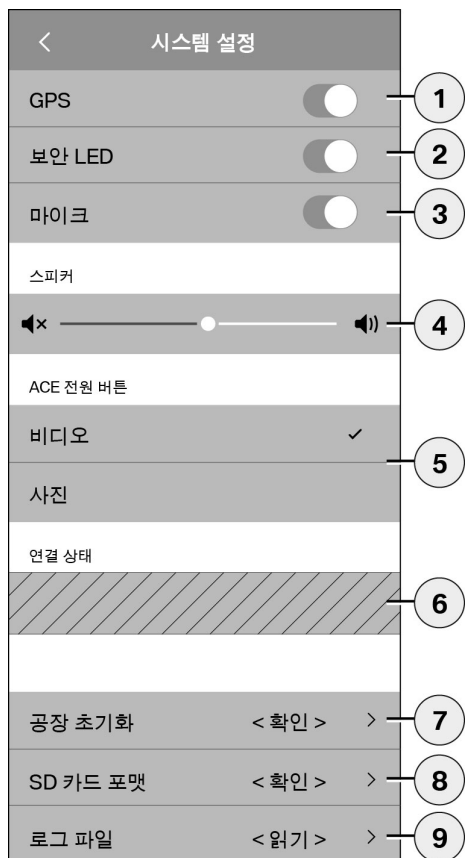 시스템 설정
GPS 1
보안 LED 2
마이크 3
스피커
4
ACE 전원 버튼
비디오
5
사진
연결 상태
6
공장 초기화 < 확인 > 7
SD 카드 포맷 < 확인 > 8
로그 파일 < 읽기 > 9